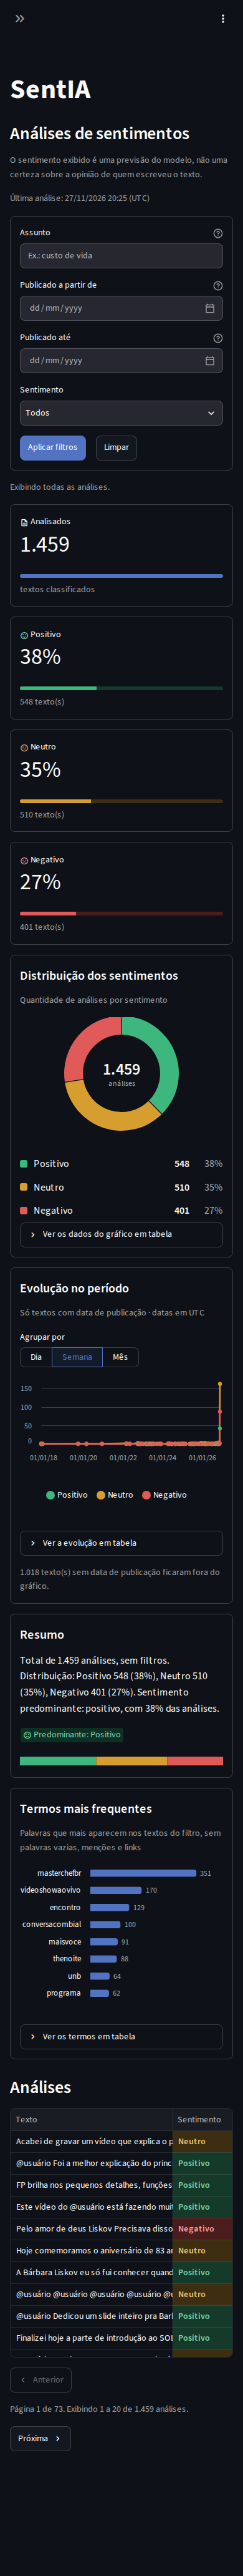 SentIA
Análises de sentimentos
O sentimento exibido é uma previsão do modelo, não uma
certeza sobre a opinião de quem escreveu o texto.
Última análise: 27/11/2026 20:25 (UTC)
Assunto
Ex.: custo de vida
Publicado a partir de
dd/mm/yyyy
Publicado até
dd/mm/yyyy
Sentimento
Todos
Aplicar filtros
Limpar
Exibindo todas as análises.
Analisados
1.459
textos classificados
Positivo
38%
548 texto(s)
Neutro
35%
510 texto(s)
Negativo
27%
401 texto(s)
Distribuição dos sentimentos
Quantidade de análises por sentimento
1.459
análises
Positivo 548 38%
Neutro 510 35%
Negativo 401 27%
Ver os dados do gráfico em tabela
Evolução no período
Só textos com data de publicação · datas em UTC
Agrupar por
Dia Semana Mês
150
100
50
0
01/01/18 01/01/20 01/01/22 01/01/24 01/01/26
Positivo Neutro Negativo
Ver a evolução em tabela
1.018 texto(s) sem data de publicação ficaram fora do
gráfico.
Resumo
Total de 1.459 análises, sem filtros.
Distribuição: Positivo 548 (38%), Neutro 510
(35%), Negativo 401 (27%). Sentimento
predominante: positivo, com 38% das análises.
Predominante: Positivo
Termos mais frequentes
Palavras que mais aparecem nos textos do filtro, sem
palavras vazias, menções e links
masterchefbr 351
videoshowaovivo 170
encontro 129
conversacombial 100
maisvoce 91
thenoite 88
unb 64
programa 62
Ver os termos em tabela
Análises
Texto Sentimento
Acabei de gravar um vídeo que explica o p Neutro
@usuário Foi a melhor explicação do princ Positivo
FP brilha nos pequenos detalhes, funções Positivo
Este vídeo do @usuário está fazendo muit Positivo
Pelo amor de deus Liskov Precisava disso Negativo
Hoje comemoramos o aniversário de 83 an Neutro
A Bárbara Liskov eu só fui conhecer quand Positivo
@usuário @usuário @usuário @usuário @u Neutro
@usuário Dedicou um slide inteiro pra Bar Positivo
Finalizei hoje a parte de introdução ao SOI Positivo
Anterior
Página 1 de 73. Exibindo 1 a 20 de 1.459 análises.
Próxima